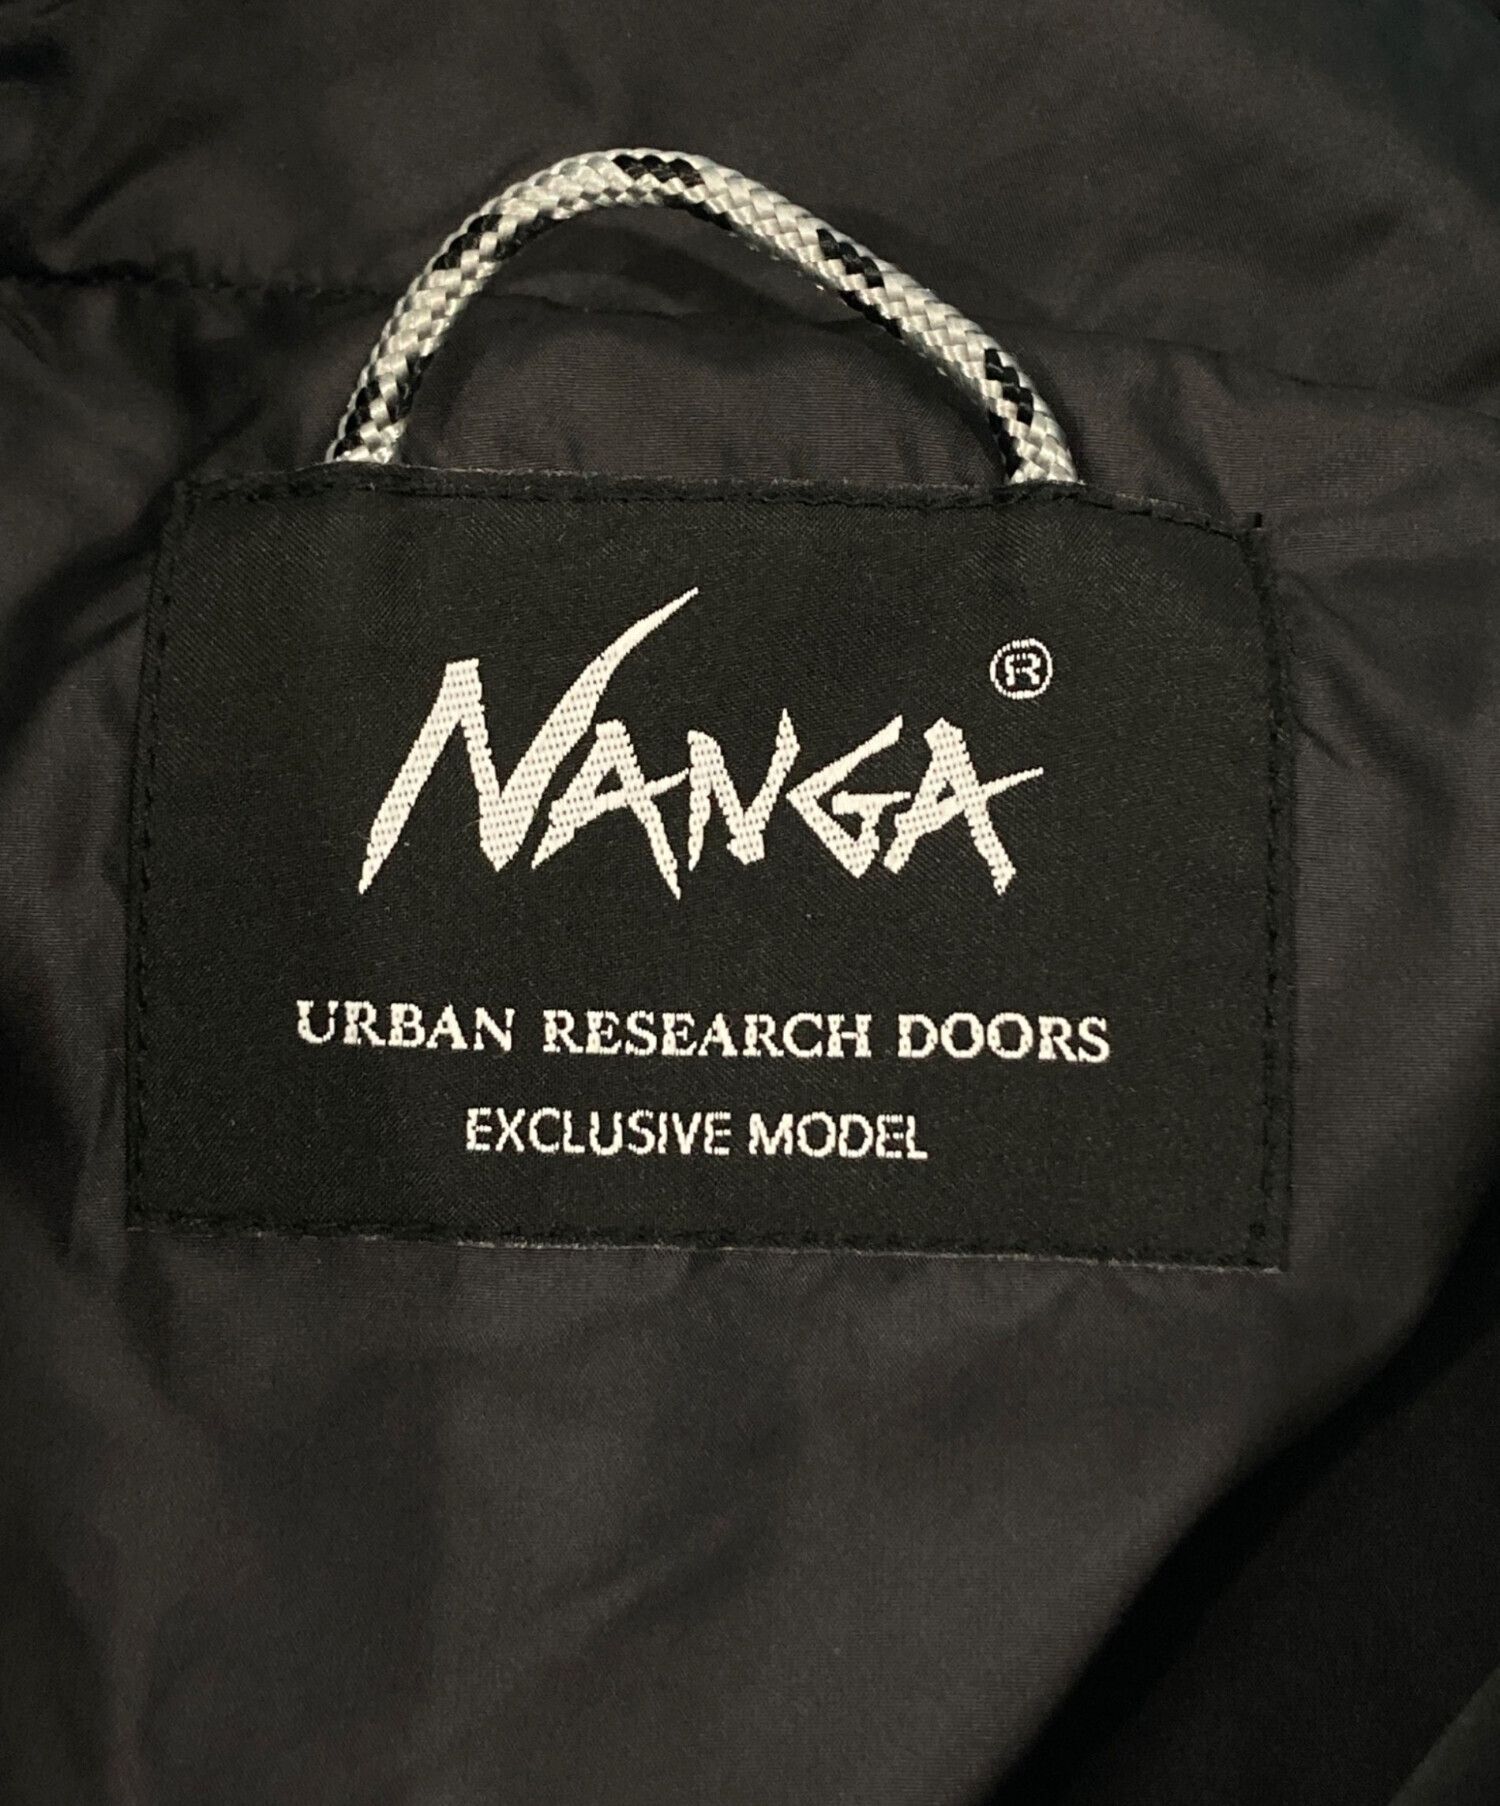 NANGA®
URBAN RESEARCH DOORS
EXCLUSIVE MODEL